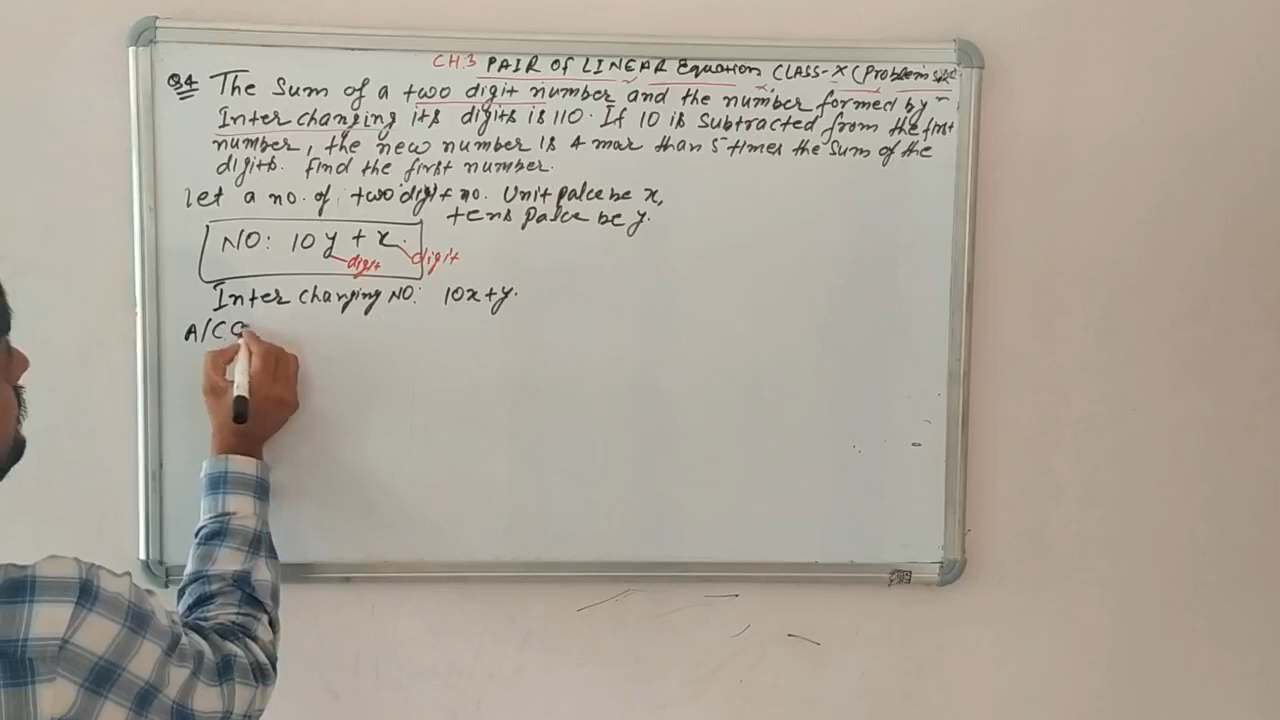 CH.3 PAIR OF LINEAR Equation CLASS-X (Problem
Q4 The Sum of a two digit number and the number formed by
Inter changing its digits is 110. If 10 is subtracted from the first
number, the new number is 4 mar than 5 times the sum of the
digits. Find the first number.
let a no. of two digit no. Unit palce be x,
tens palce be y.
NO: 10y + x.
digit digit
Inter changing NO: 10x+y.
A/C Q